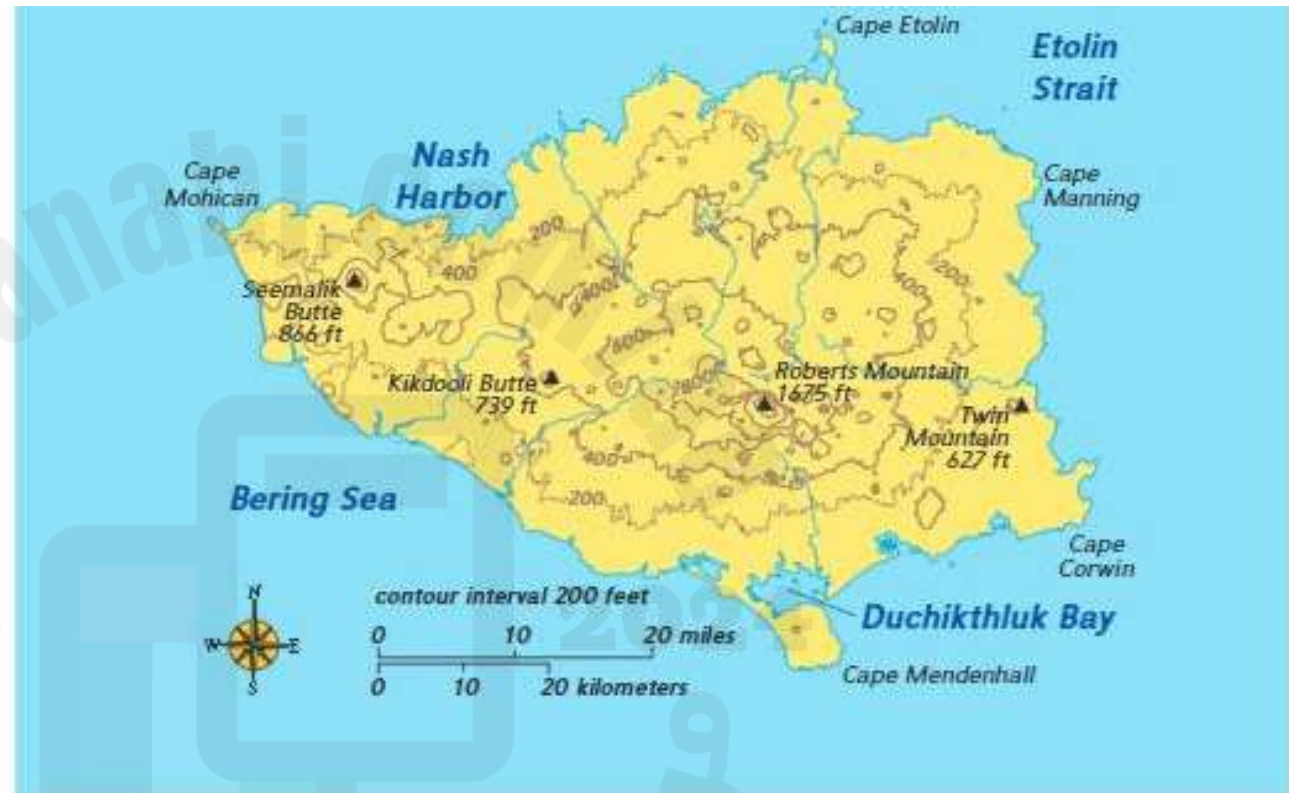 Cape Etolin
Etolin
Strait
Nash
Harbor
Cape
Mohican
Cape
Manning
200
400
200
400
400
Seemalik
Butte
866 ft
600
800
Roberts Mountain
1675 ft
Kikdooli Butte
739 ft
Twin
Mountain
627 ft
400
200
Bering Sea
Cape
Corwin
contour interval 200 feet
Duchikthluk Bay
N
W
E
S
0 10 20 miles
0 10 20 kilometers
Cape Mendenhall
2024